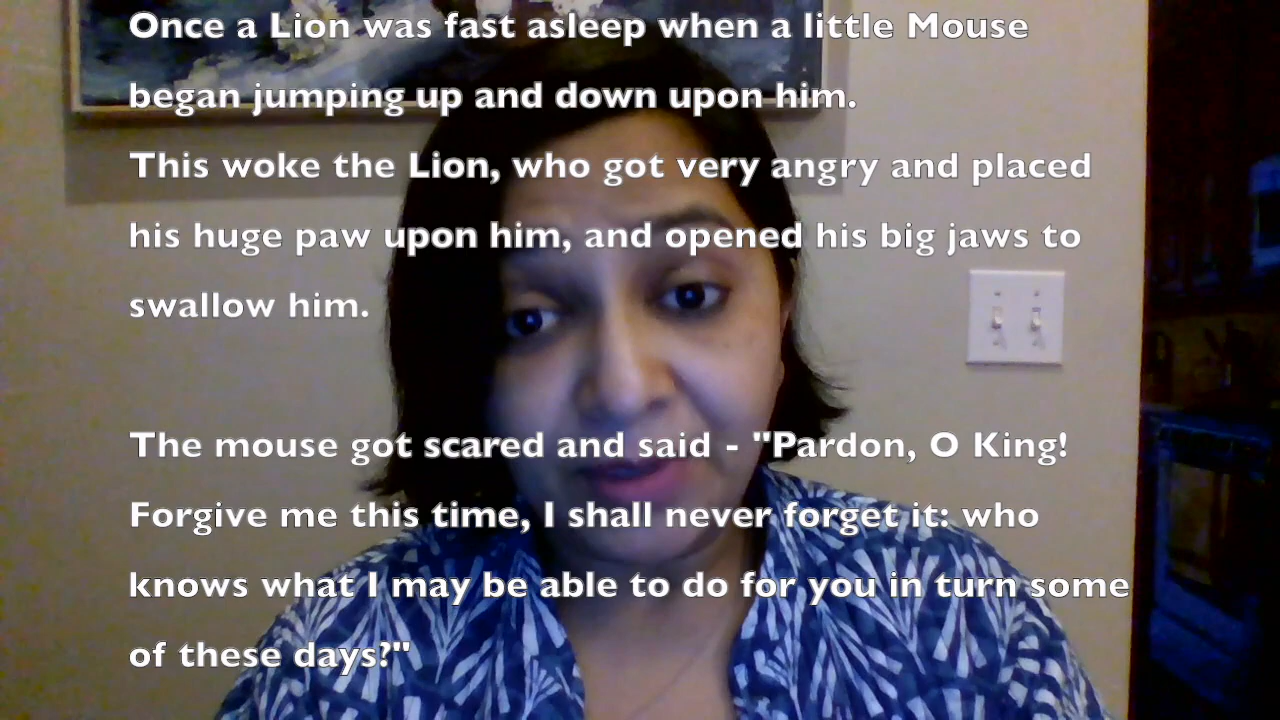 Once a Lion was fast asleep when a little Mouse
began jumping up and down upon him.
This woke the Lion, who got very angry and placed
his huge paw upon him, and opened his big jaws to
swallow him.
The mouse got scared and said - "Pardon, O King!
Forgive me this time, I shall never forget it: who
knows what I may be able to do for you in turn some
of these days?"